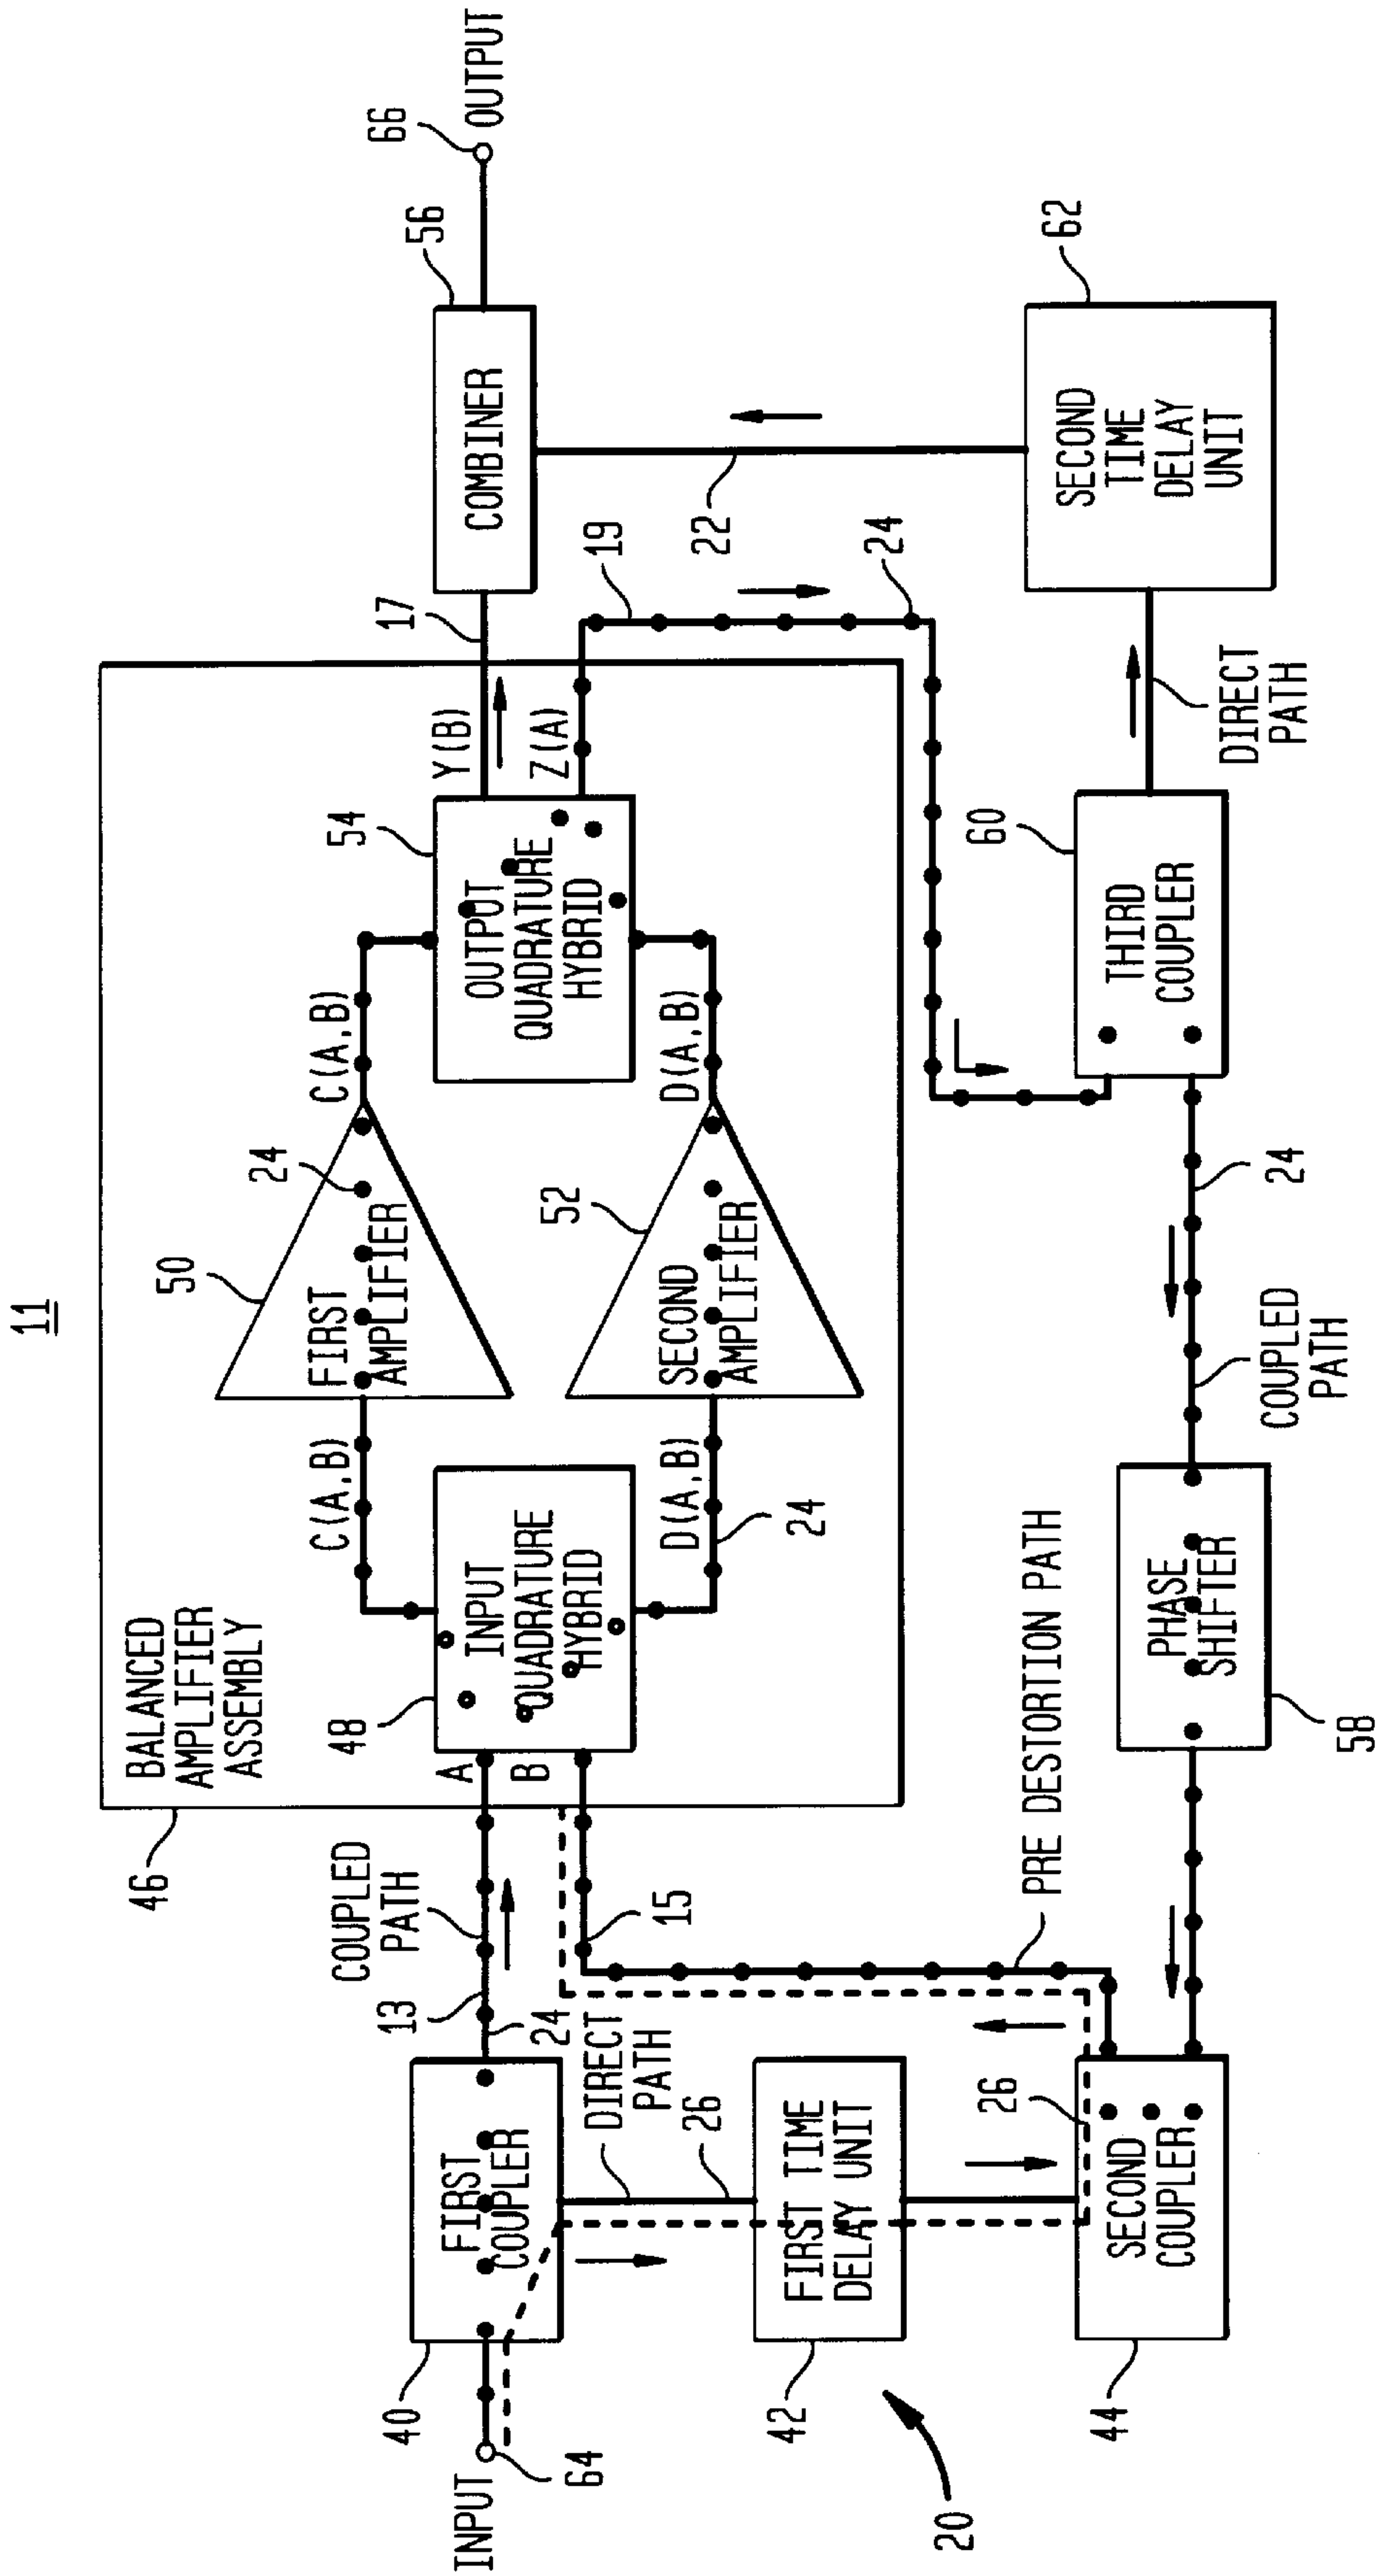 11
BALANCED
AMPLIFIER
ASSEMBLY
46
50
FIRST
AMPLIFIER
24
C(A,B)
C(A,B)
48
A
B
INPUT
QUADRATURE
HYBRID
D(A,B)
24
52
SECOND
AMPLIFIER
D(A,B)
54
OUTPUT
QUADRATURE
HYBRID
Y(B)
Z(A)
17
56
COMBINER
66
OUTPUT
INPUT
64
40
FIRST
COUPLER
13
24
COUPLED
PATH
15
19
24
22
DIRECT
PATH
26
42
FIRST TIME
DELAY UNIT
20
PRE DESTORTION PATH
26
44
SECOND
COUPLER
PHASE
SHIFTER
58
COUPLED
PATH
24
60
THIRD
COUPLER
DIRECT
PATH
62
SECOND
TIME
DELAY
UNIT